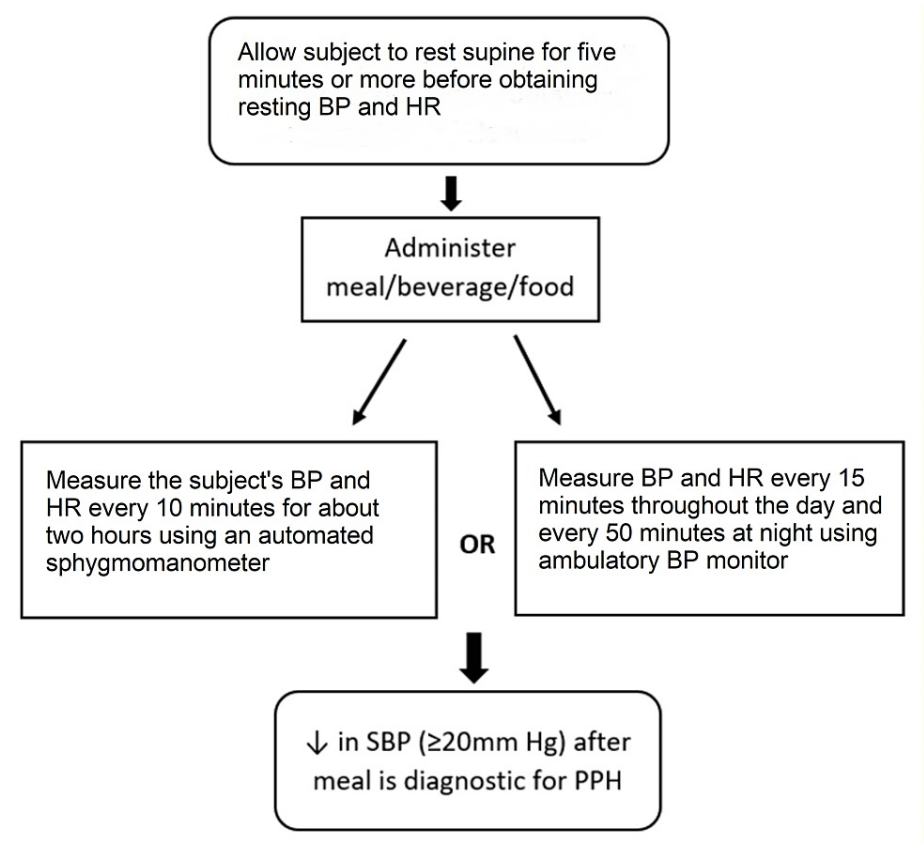 Allow subject to rest supine for five
minutes or more before obtaining
resting BP and HR
Administer
meal/beverage/food
Measure the subject's BP and
HR every 10 minutes for about
two hours using an automated
sphygmomanometer
OR
Measure BP and HR every 15
minutes throughout the day and
every 50 minutes at night using
ambulatory BP monitor
↓ in SBP (≥20mm Hg) after
meal is diagnostic for PPH